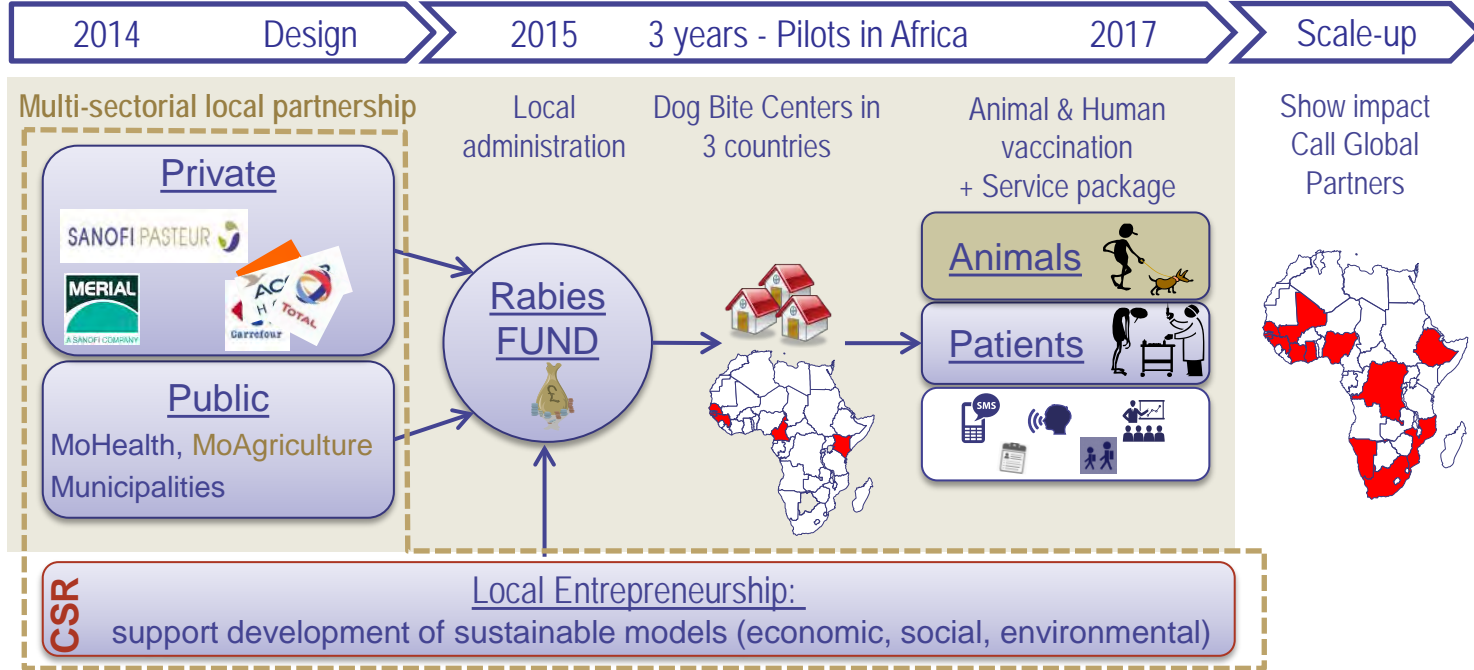 2014 Design
2015 3 years - Pilots in Africa 2017
Scale-up
Multi-sectorial local partnership
Private
SANOFI PASTEUR
MERIAL
A SANOFI COMPANY
AC
H
TOTAL
Carrefour
Public
MoHealth, MoAgriculture
Municipalities
Local
administration
Rabies
FUND
£
Dog Bite Centers in
3 countries
Animal & Human
vaccination
+ Service package
Animals
Patients
SMS
Show impact
Call Global
Partners
CSR
Local Entrepreneurship:
support development of sustainable models (economic, social, environmental)